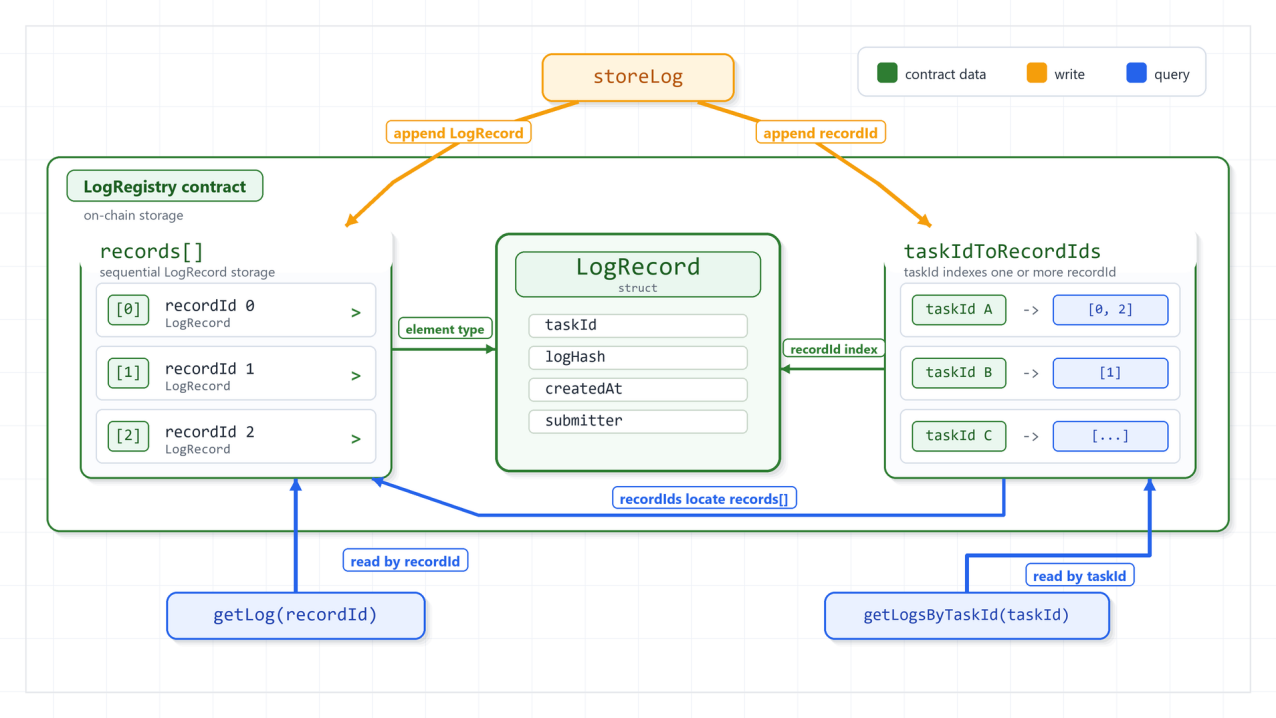 storeLog
contract data
write
query
append LogRecord
append recordId
LogRegistry contract
on-chain storage
records[]
sequential LogRecord storage
[0]
recordId 0
LogRecord
>
[1]
recordId 1
LogRecord
>
[2]
recordId 2
LogRecord
>
element type
LogRecord
struct
taskId
logHash
createdAt
submitter
recordId index
taskIdToRecordIds
taskId indexes one or more recordId
taskId A -> [0, 2]
taskId B -> [1]
taskId C -> [...]
recordIds locate records[]
read by recordId
read by taskId
getLog(recordId)
getLogsByTaskId(taskId)